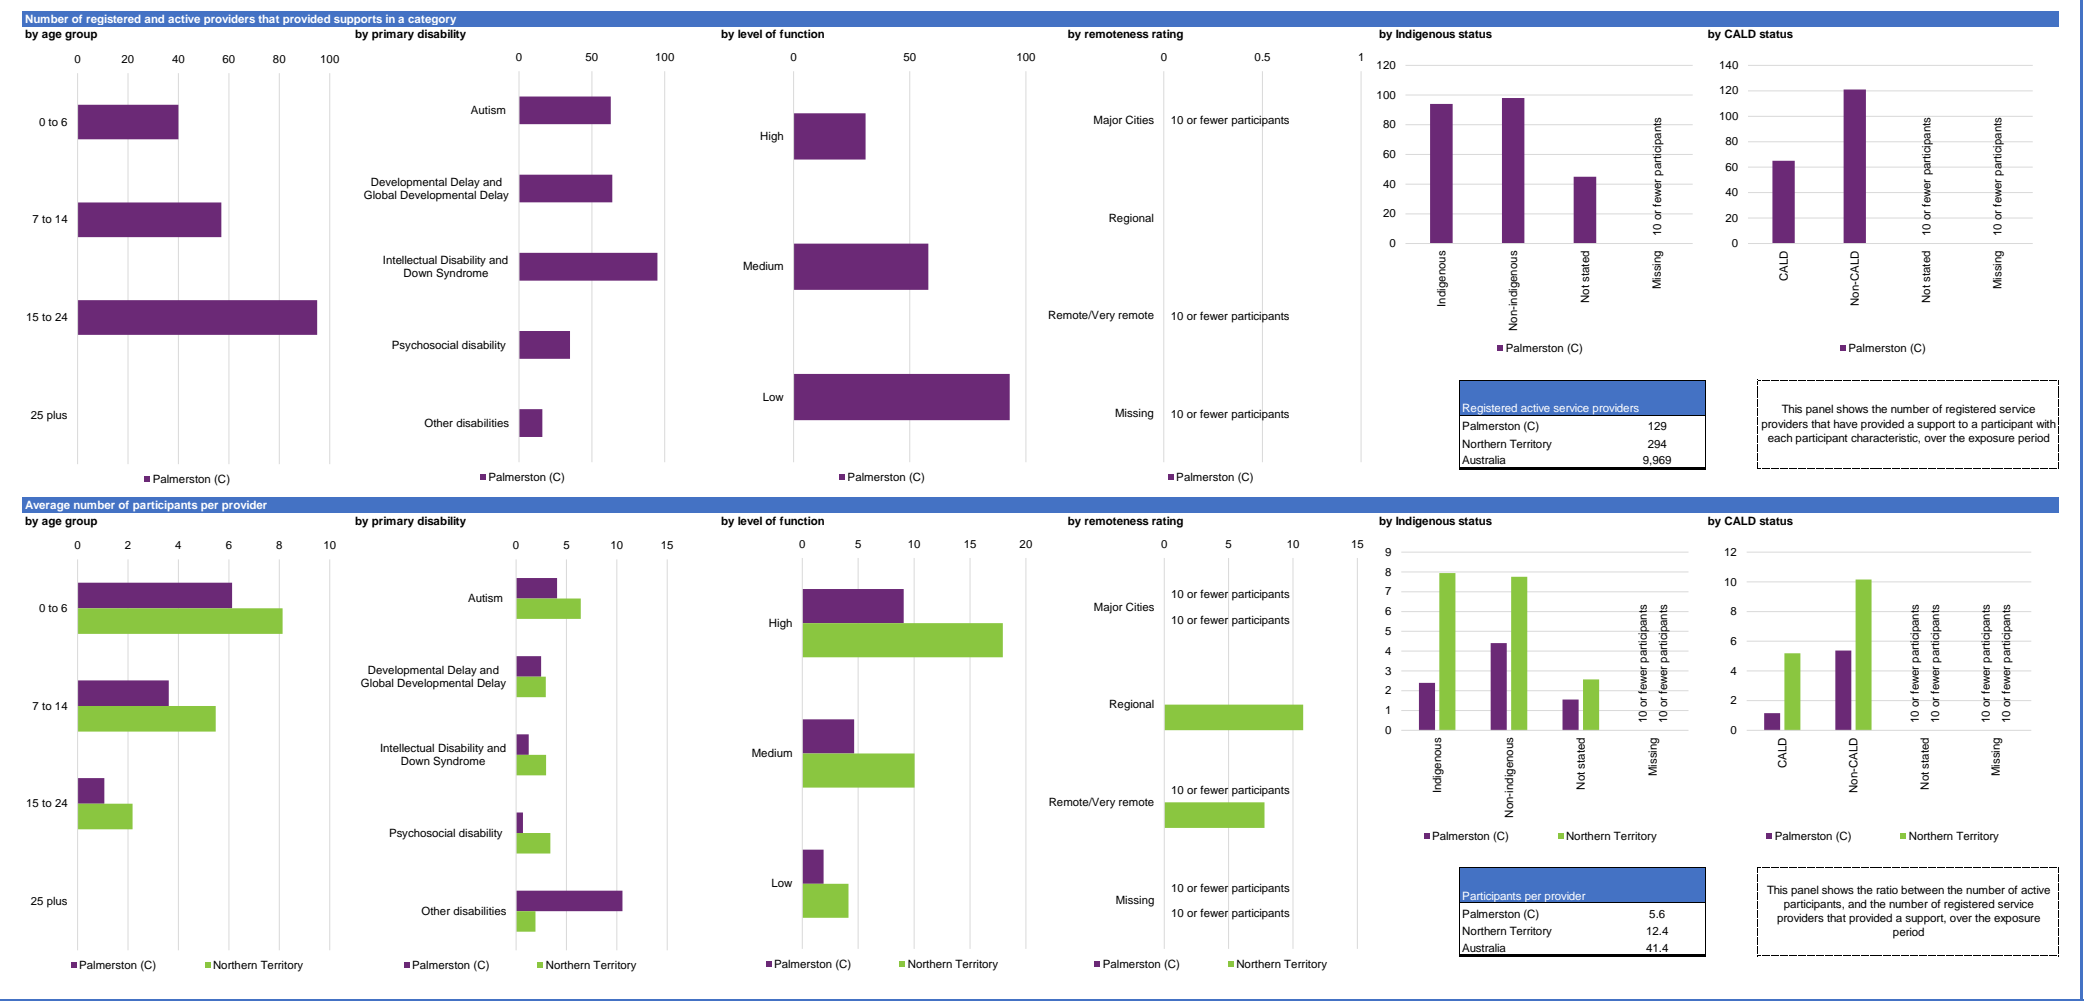 Number of registered and active providers that provided supports in a category
by age group
0 20 40 60 80 100
0 to 6
7 to 14
15 to 24
25 plus
Palmerston (C)
by primary disability
0 50 100
Autism
Developmental Delay and
Global Developmental Delay
Intellectual Disability and
Down Syndrome
Psychosocial disability
Other disabilities
Palmerston (C)
by level of function
0 50 100
High
Medium
Low
Palmerston (C)
by remoteness rating
0 0.5 1
Major Cities 10 or fewer participants
Regional
Remote/Very remote 10 or fewer participants
Missing 10 or fewer participants
Palmerston (C)
by Indigenous status
120
100
80
60
40
20
0
10 or fewer participants
Indigenous
Non-indigenous
Not stated
Missing
Palmerston (C)
by CALD status
140
120
100
80
60
40
20
0
10 or fewer participants
10 or fewer participants
CALD
Non-CALD
Not stated
Missing
Palmerston (C)
Registered active service providers
Palmerston (C) 129
Northern Territory 294
Australia 9,969
This panel shows the number of registered service
providers that have provided a support to a participant with
each participant characteristic, over the exposure period
Average number of participants per provider
by age group
0 2 4 6 8 10
0 to 6
7 to 14
15 to 24
25 plus
Palmerston (C) Northern Territory
by primary disability
0 5 10 15
Autism
Developmental Delay and
Global Developmental Delay
Intellectual Disability and
Down Syndrome
Psychosocial disability
Other disabilities
Palmerston (C) Northern Territory
by level of function
0 5 10 15 20
High
Medium
Low
Palmerston (C) Northern Territory
by remoteness rating
0 5 10 15
10 or fewer participants
Major Cities
10 or fewer participants
Regional
10 or fewer participants
Remote/Very remote
10 or fewer participants
Missing
10 or fewer participants
Palmerston (C) Northern Territory
by Indigenous status
9
8
7
6
5
4
3
2
1
0
10 or fewer participants
10 or fewer participants
Indigenous
Non-indigenous
Not stated
Missing
Palmerston (C) Northern Territory
by CALD status
12
10
8
6
4
2
0
10 or fewer participants
10 or fewer participants
10 or fewer participants
10 or fewer participants
CALD
Non-CALD
Not stated
Missing
Palmerston (C) Northern Territory
Participants per provider
Palmerston (C) 5.6
Northern Territory 12.4
Australia 41.4
This panel shows the ratio between the number of active
participants, and the number of registered service
providers that provided a support, over the exposure
period